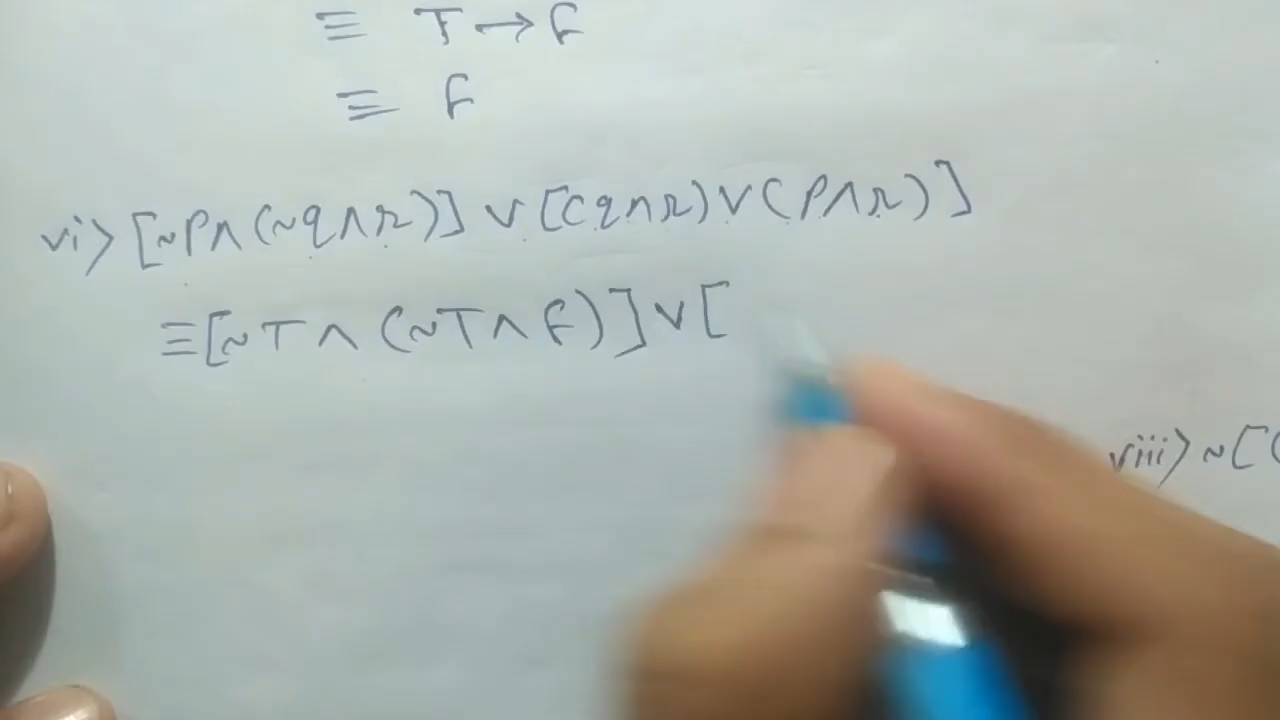 ≡ T → F
≡ F
vi> [~p∧(~q∧r)] ∨ [(q∧r)∨(p∧r)]
≡[~T∧(~T∧F)]∨[
viii> ~[(